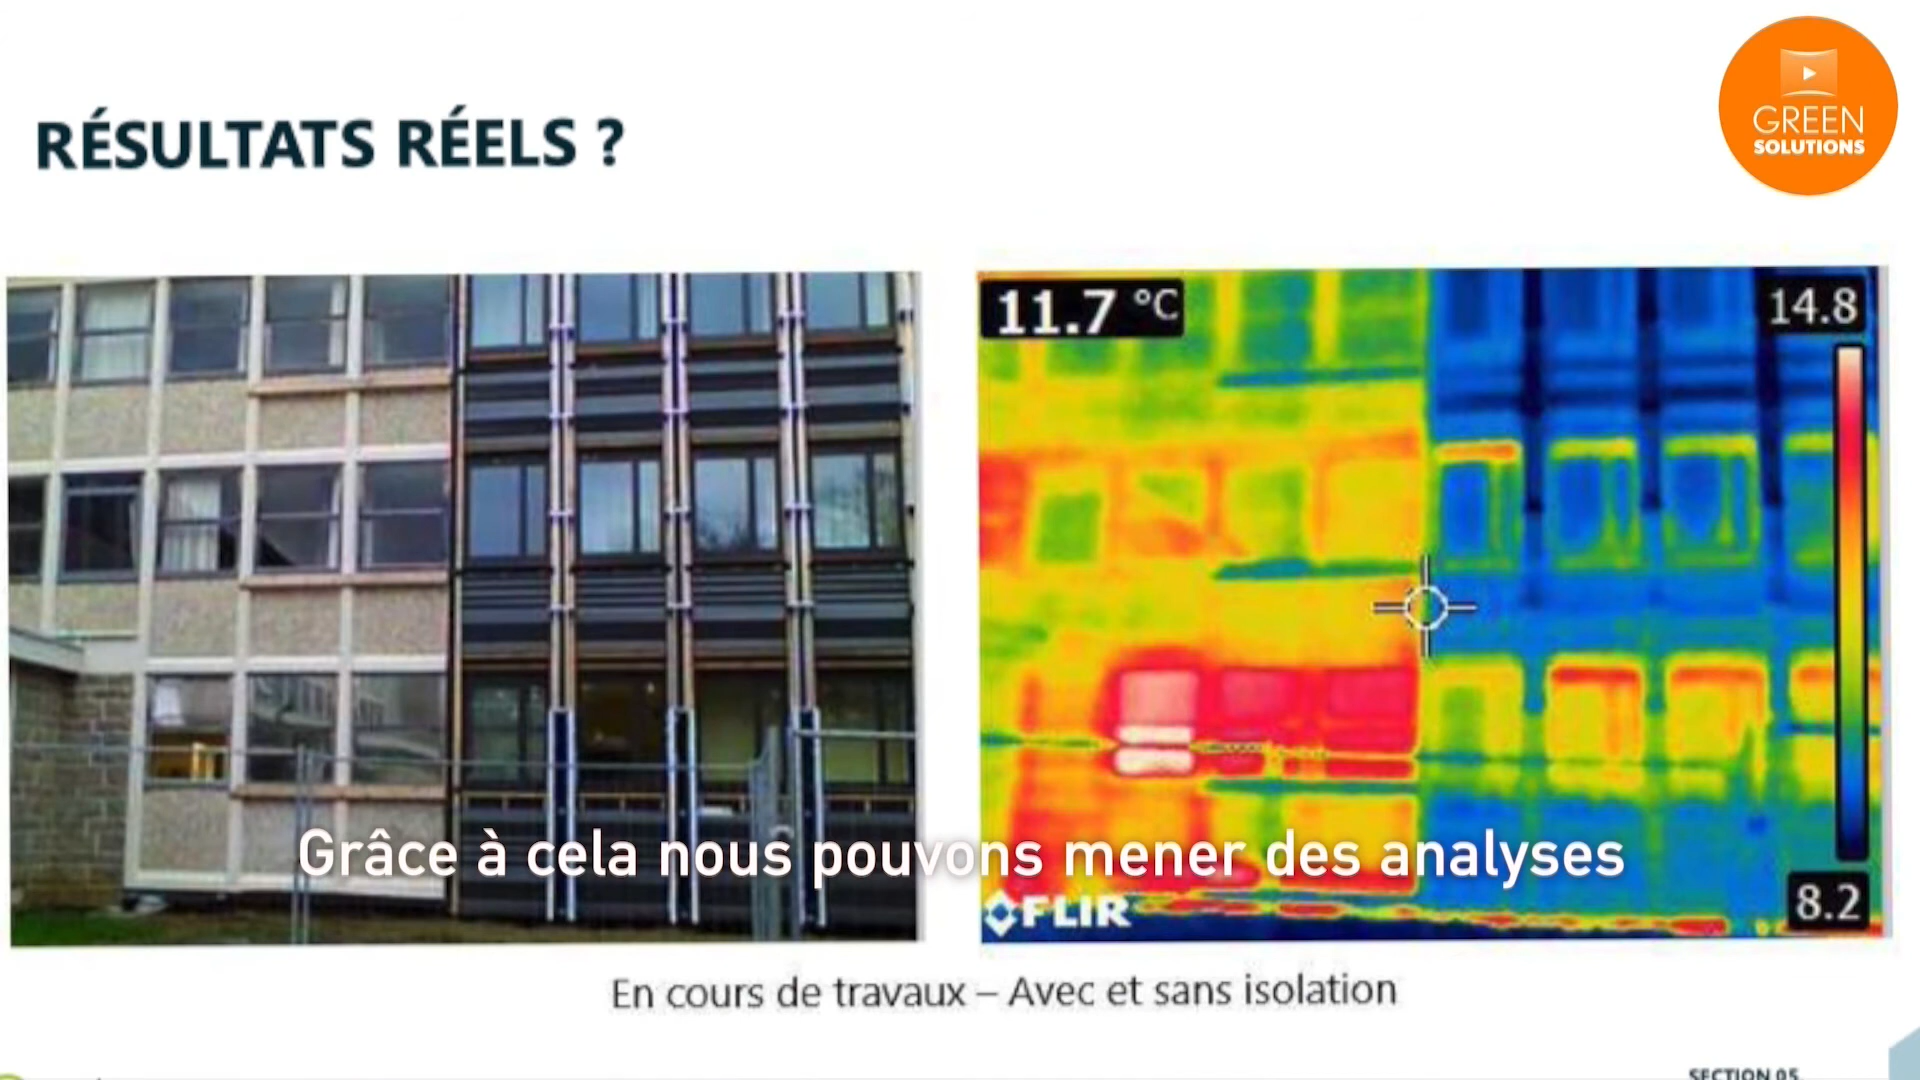 GREEN
SOLUTIONS
RÉSULTATS RÉELS ?
11.7 °C
14.8
8.2
Grâce à cela nous pouvons mener des analyses
FLIR
En cours de travaux – Avec et sans isolation
SECTION 05.